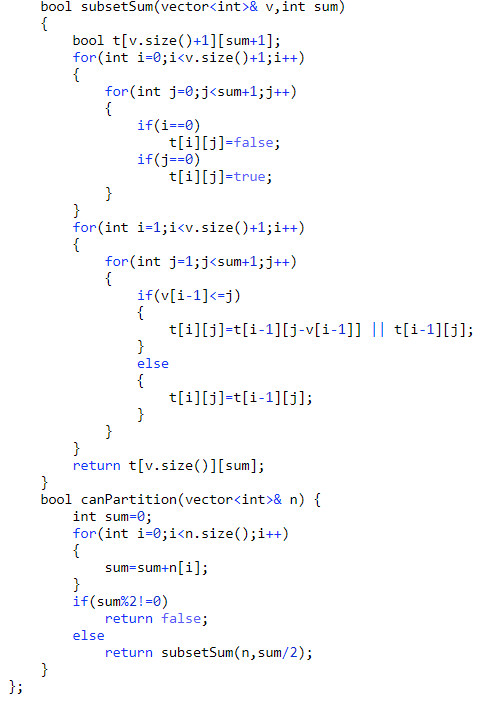 bool subsetSum(vector<int>& v,int sum)
{
bool t[v.size()+1][sum+1];
for(int i=0;i<v.size()+1;i++)
{
for(int j=0;j<sum+1;j++)
{
if(i==0)
t[i][j]=false;
if(j==0)
t[i][j]=true;
}
}
for(int i=1;i<v.size()+1;i++)
{
for(int j=1;j<sum+1;j++)
{
if(v[i-1]<=j)
{
t[i][j]=t[i-1][j-v[i-1]] || t[i-1][j];
}
else
{
t[i][j]=t[i-1][j];
}
}
}
return t[v.size()][sum];
}
bool canPartition(vector<int>& n) {
int sum=0;
for(int i=0;i<n.size();i++)
{
sum=sum+n[i];
}
if(sum%2!=0)
return false;
else
return subsetSum(n,sum/2);
}
};